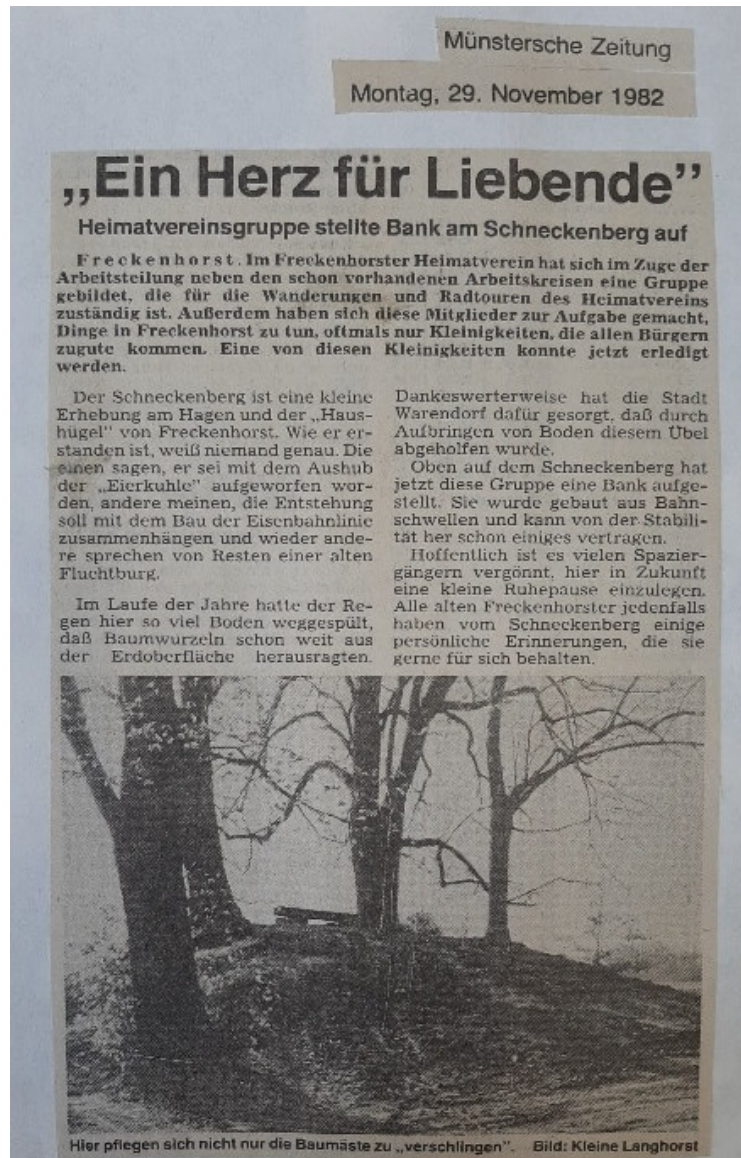 Münstersche Zeitung
Montag, 29. November 1982
„Ein Herz für Liebende”
Heimatvereinsgruppe stellte Bank am Schneckenberg auf
Freckenhorst. Im Freckenhorster Heimatverein hat sich im Zuge der
Arbeitsteilung neben den schon vorhandenen Arbeitskreisen eine Gruppe
gebildet, die für die Wanderungen und Radtouren des Heimatvereins
zuständig ist. Außerdem haben sich diese Mitglieder zur Aufgabe gemacht,
Dinge in Freckenhorst zu tun, oftmals nur Kleinigkeiten, die allen Bürgern
zugute kommen. Eine von diesen Kleinigkeiten konnte jetzt erledigt
werden.
Der Schneckenberg ist eine kleine
Erhebung am Hagen und der „Haus-
hügel” von Freckenhorst. Wie er er-
standen ist, weiß niemand genau. Die
einen sagen, er sei mit dem Aushub
der „Eierkuhle” aufgeworfen wor-
den, andere meinen, die Entstehung
soll mit dem Bau der Eisenbahnlinie
zusammenhängen und wieder ande-
re sprechen von Resten einer alten
Fluchtburg.
Im Laufe der Jahre hatte der Re-
gen hier so viel Boden weggespült,
daß Baumwurzeln schon weit aus
der Erdoberfläche herausragten.
Dankeswerterweise hat die Stadt
Warendorf dafür gesorgt, daß durch
Aufbringen von Boden diesem Übel
abgeholfen wurde.
Oben auf dem Schneckenberg hat
jetzt diese Gruppe eine Bank aufge-
stellt. Sie wurde gebaut aus Bahn-
schwellen und kann von der Stabili-
tät her schon einiges vertragen.
Hoffentlich ist es vielen Spazier-
gängern vergönnt, hier in Zukunft
eine kleine Ruhepause einzulegen.
Alle alten Freckenhorster jedenfalls
haben vom Schneckenberg einige
persönliche Erinnerungen, die sie
gerne für sich behalten.
Hier pflegen sich nicht nur die Baumäste zu „verschlingen”. Bild: Kleine Langhorst